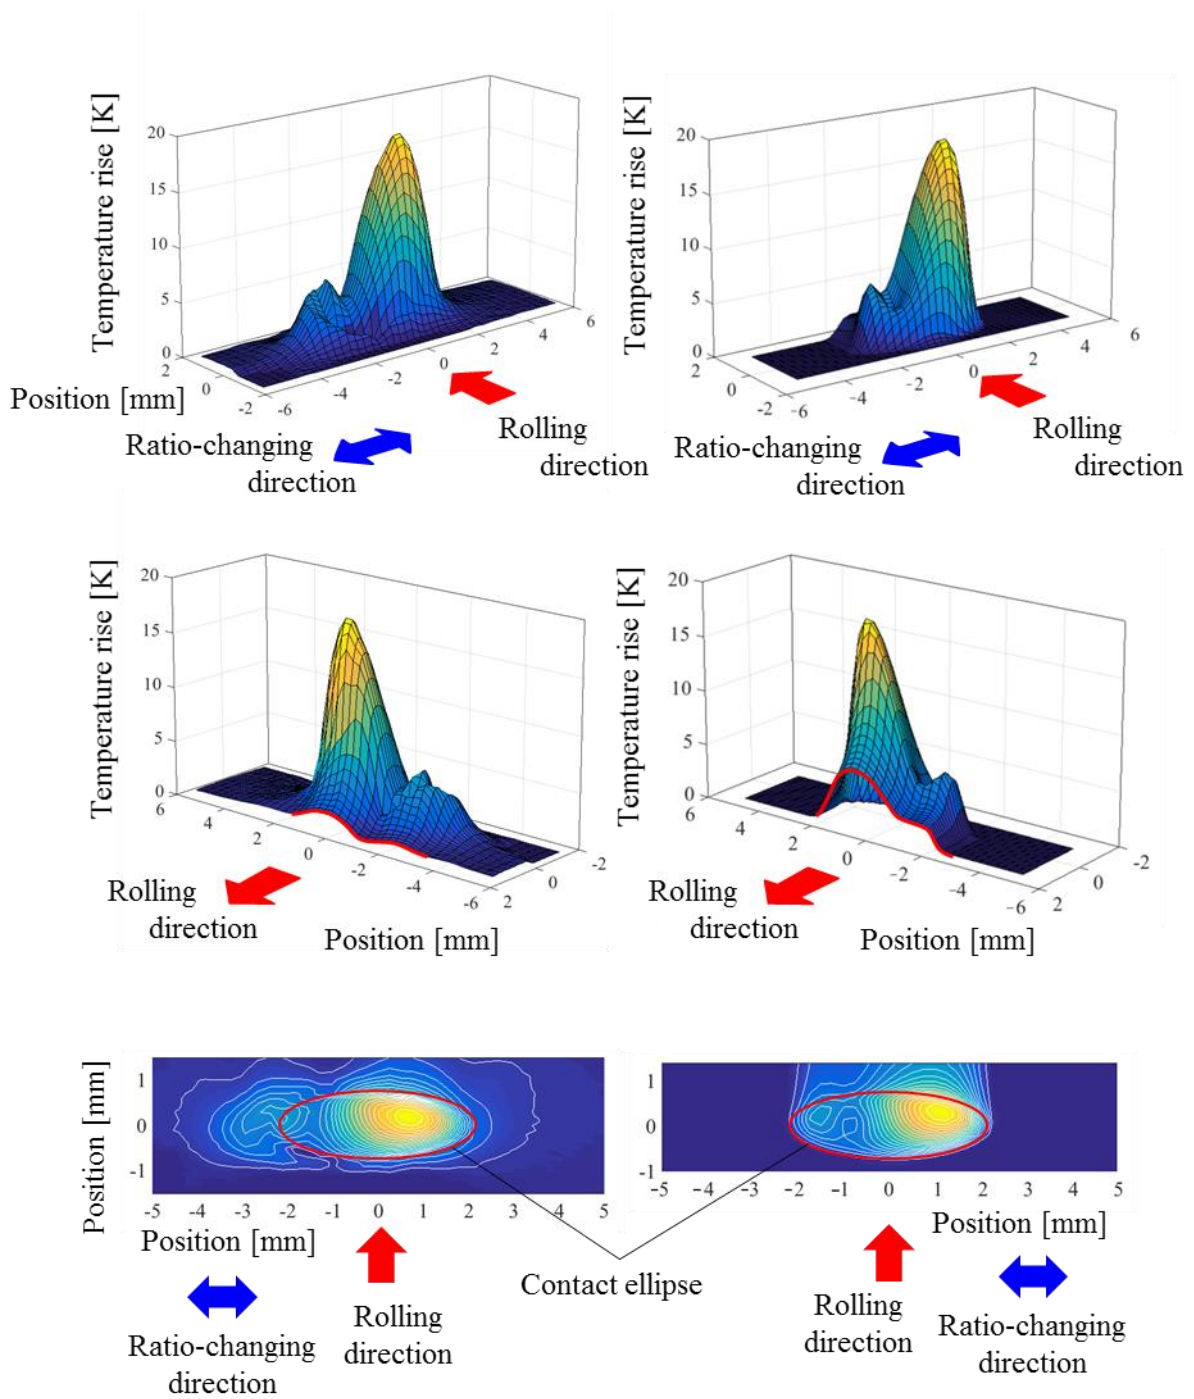 Temperature rise [K]
20
15
10
5
0
2
0
-2
-6
-4
-2
0
2
4
6
Position [mm]
Ratio-changing
direction
Rolling
direction
Temperature rise [K]
20
15
10
5
0
2
0
-2
-6
-4
-2
0
2
4
6
Ratio-changing
direction
Rolling
direction
Temperature rise [K]
20
15
10
5
0
6
4
2
0
-2
-4
-6
2
0
-2
Rolling
direction
Position [mm]
Temperature rise [K]
20
15
10
5
0
6
4
2
0
-2
-4
-6
2
0
-2
Rolling
direction
Position [mm]
Position [mm]
1
0
-1
-5 -4 -3 -2 -1 0 1 2 3 4 5
Position [mm]
Ratio-changing
direction
Rolling
direction
Contact ellipse
1
0
-1
-5 -4 -3 -2 -1 0 1 2 3 4 5
Position [mm]
Rolling
direction
Ratio-changing
direction